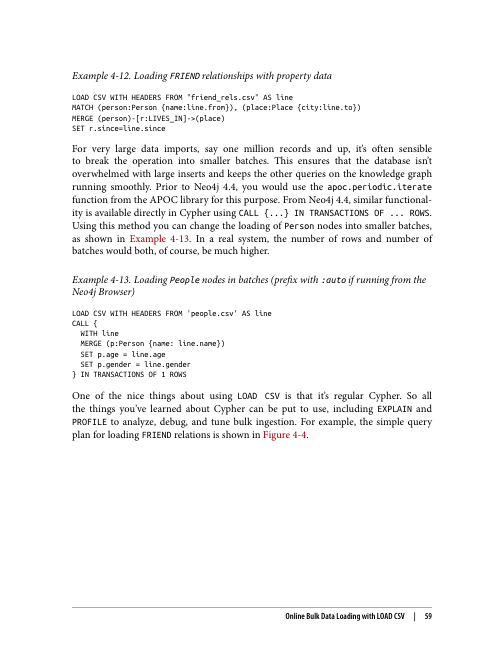 Example 4-12. Loading FRIEND relationships with property data
LOAD CSV WITH HEADERS FROM "friend_rels.csv" AS line
MATCH (person:Person {name:line.from}), (place:Place {city:line.to})
MERGE (person)-[r:LIVES_IN]->(place)
SET r.since=line.since
For very large data imports, say one million records and up, it's often sensible
to break the operation into smaller batches. This ensures that the database isn't
overwhelmed with large inserts and keeps the other queries on the knowledge graph
running smoothly. Prior to Neo4j 4.4, you would use the apoc.periodic.iterate
function from the APOC library for this purpose. From Neo4j 4.4, similar functional-
ity is available directly in Cypher using CALL {...} IN TRANSACTIONS OF ... ROWS.
Using this method you can change the loading of Person nodes into smaller batches,
as shown in Example 4-13. In a real system, the number of rows and number of
batches would both, of course, be much higher.
Example 4-13. Loading People nodes in batches (prefix with :auto if running from the
Neo4j Browser)
LOAD CSV WITH HEADERS FROM 'people.csv' AS line
CALL {
  WITH line
  MERGE (p:Person {name: line.name})
  SET p.age = line.age
  SET p.gender = line.gender
} IN TRANSACTIONS OF 1 ROWS
One of the nice things about using LOAD CSV is that it's regular Cypher. So all
the things you've learned about Cypher can be put to use, including EXPLAIN and
PROFILE to analyze, debug, and tune bulk ingestion. For example, the simple query
plan for loading FRIEND relations is shown in Figure 4-4.
Online Bulk Data Loading with LOAD CSV | 59